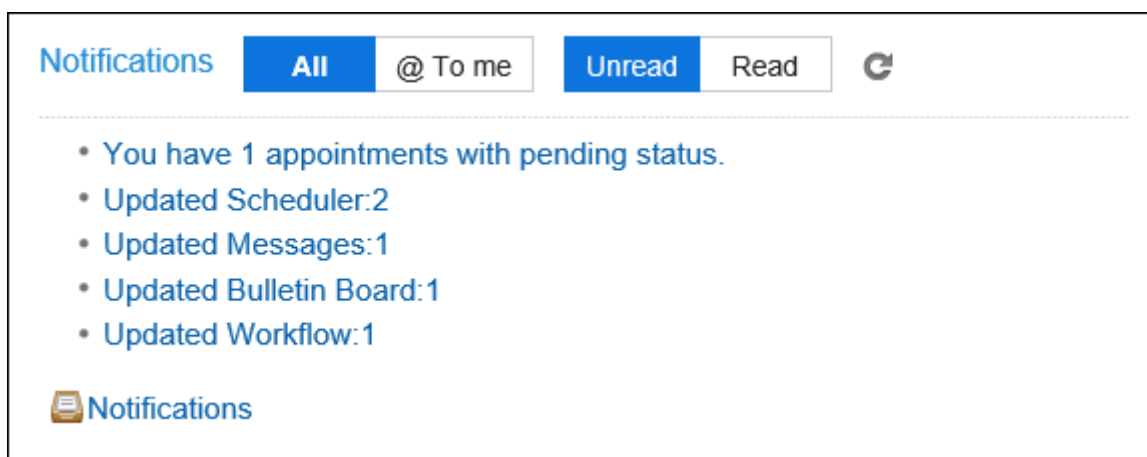 Notifications All @ To me Unread Read
You have 1 appointments with pending status.
Updated Scheduler:2
Updated Messages:1
Updated Bulletin Board:1
Updated Workflow:1
Notifications